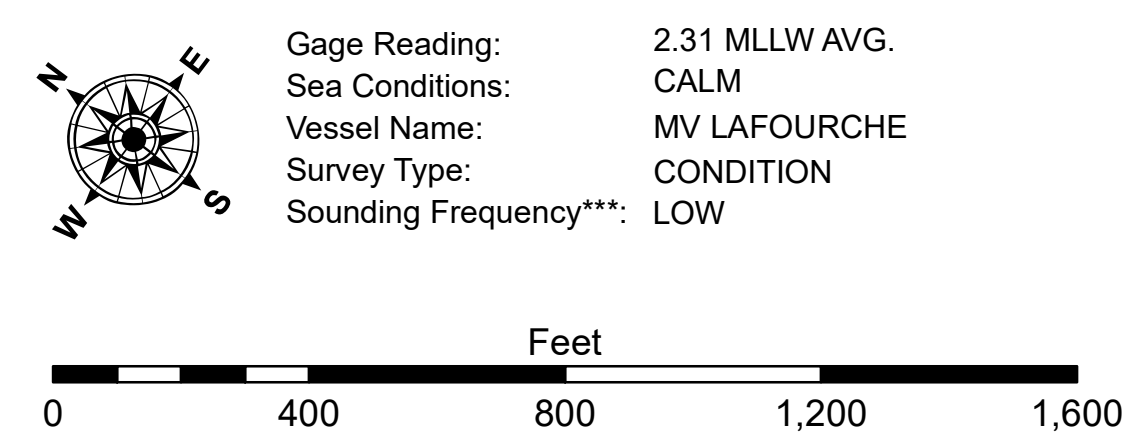 N
E
W
S
Gage Reading: 2.31 MLLW AVG.
Sea Conditions: CALM
Vessel Name: MV LAFOURCHE
Survey Type: CONDITION
Sounding Frequency***: LOW
Feet
0 400 800 1,200 1,600